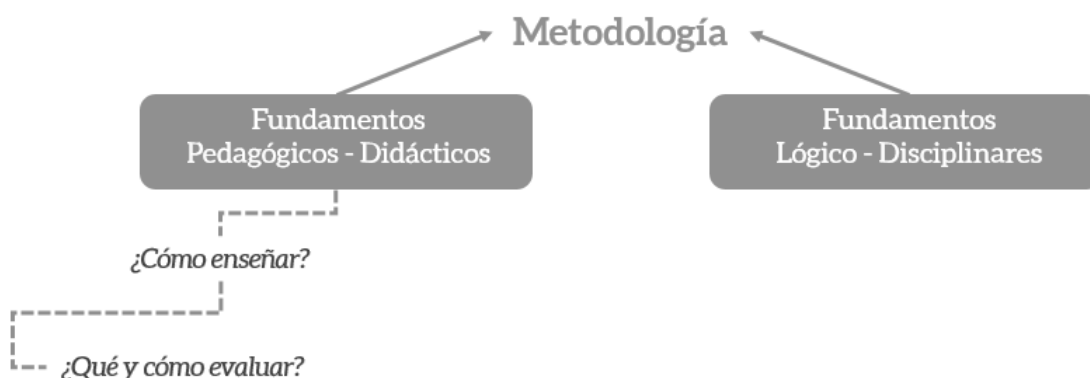 Metodología
Fundamentos
Pedagógicos - Didácticos
Fundamentos
Lógico - Disciplinares
¿Cómo enseñar?
¿Qué y cómo evaluar?